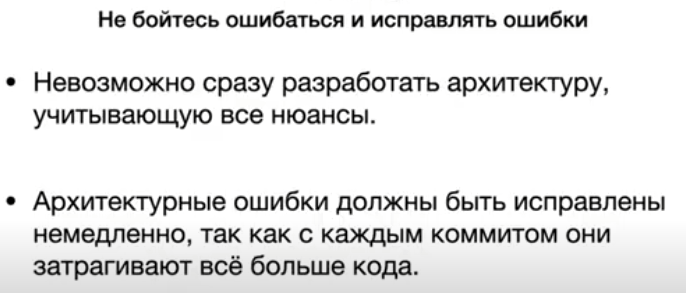 Не бойтесь ошибаться и исправлять ошибки
• Невозможно сразу разработать архитектуру,
учитывающую все нюансы.
• Архитектурные ошибки должны быть исправлены
немедленно, так как с каждым коммитом они
затрагивают всё больше кода.